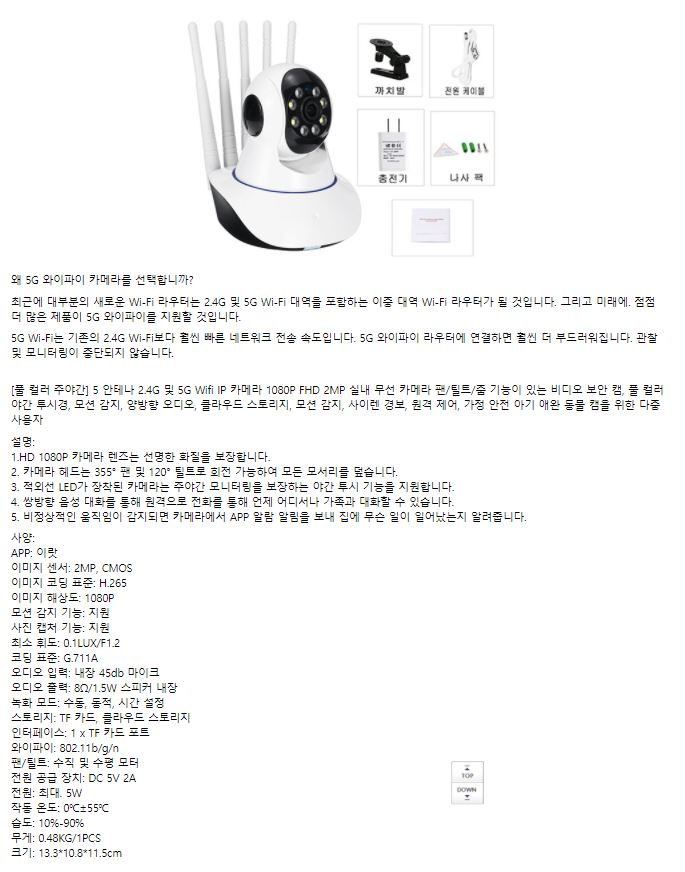 까치발
전원 케이블
충전기
나사 팩
왜 5G 와이파이 카메라를 선택합니까?
최근에 대부분의 새로운 Wi-Fi 라우터는 2.4G 및 5G Wi-Fi 대역을 포함하는 이중 대역 Wi-Fi 라우터가 될 것입니다. 그리고 미래에. 점점
더 많은 제품이 5G 와이파이를 지원할 것입니다.
5G Wi-Fi는 기존의 2.4G Wi-Fi보다 훨씬 빠른 네트워크 전송 속도입니다. 5G 와이파이 라우터에 연결하면 훨씬 더 부드러워집니다. 관찰
및 모니터링이 중단되지 않습니다.
[풀 컬러 주야간] 5 안테나 2.4G 및 5G Wifi IP 카메라 1080P FHD 2MP 실내 무선 카메라 팬/틸트/줌 기능이 있는 비디오 보안 캠, 풀 컬러
야간 투시경, 모션 감지, 양방향 오디오, 클라우드 스토리지, 모션 감지, 사이렌 경보, 원격 제어, 가정 안전 아기 애완 동물 캠을 위한 다중
사용자
설명:
1.HD 1080P 카메라 렌즈는 선명한 화질을 보장합니다.
2. 카메라 헤드는 355° 팬 및 120° 틸트로 회전 가능하여 모든 모서리를 덮습니다.
3. 적외선 LED가 장착된 카메라는 주야간 모니터링을 보장하는 야간 투시 기능을 지원합니다.
4. 쌍방향 음성 대화를 통해 원격으로 전화를 통해 언제 어디서나 가족과 대화할 수 있습니다.
5. 비정상적인 움직임이 감지되면 카메라에서 APP 알람 알림을 보내 집에 무슨 일이 일어났는지 알려줍니다.
사양:
APP: 이랏
이미지 센서: 2MP, CMOS
이미지 코딩 표준: H.265
이미지 해상도: 1080P
모션 감지 기능: 지원
사진 캡처 기능: 지원
최소 휘도: 0.1LUX/F1.2
코딩 표준: G.711A
오디오 입력: 내장 45db 마이크
오디오 출력: 8Ω/1.5W 스피커 내장
녹화 모드: 수동, 동적, 시간 설정
스토리지: TF 카드, 클라우드 스토리지
인터페이스: 1 x TF 카드 포트
와이파이: 802.11b/g/n
팬/틸트: 수직 및 수평 모터
전원 공급 장치: DC 5V 2A
전원: 최대. 5W
작동 온도: 0℃±55℃
습도: 10%-90%
무게: 0.48KG/1PCS
크기: 13.3*10.8*11.5cm
TOP
DOWN